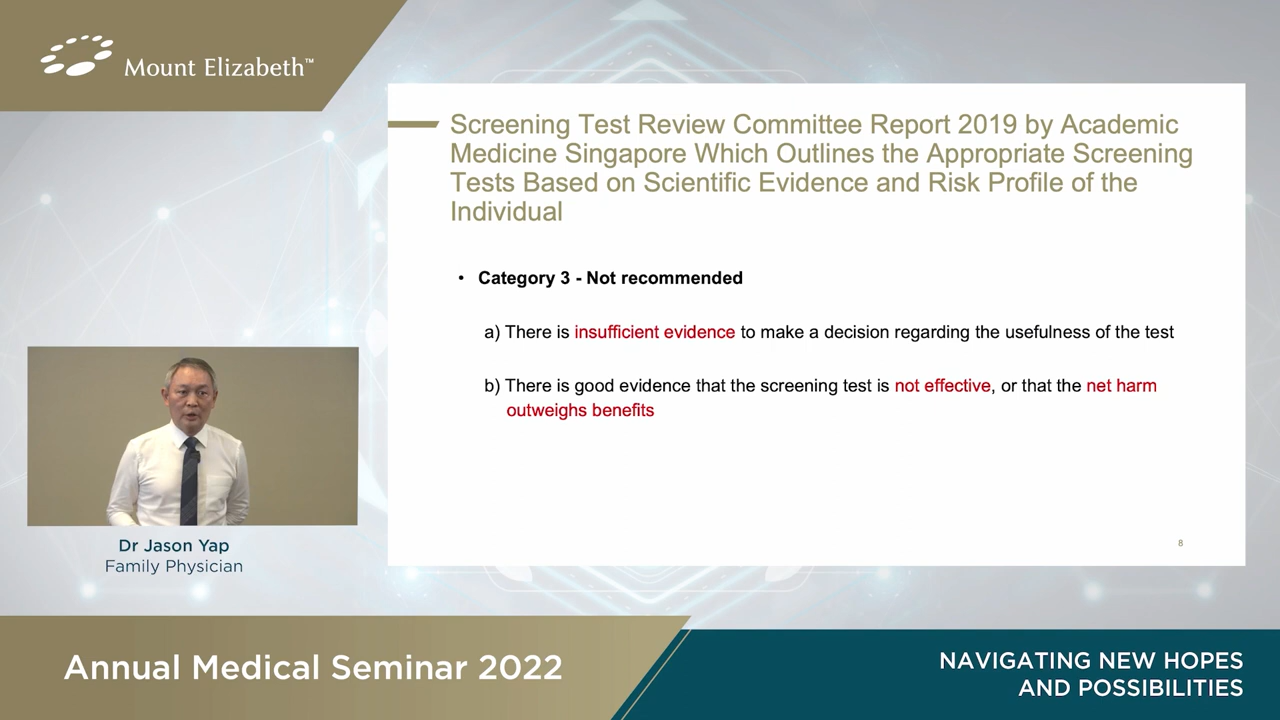 Mount Elizabeth™
Screening Test Review Committee Report 2019 by Academic
Medicine Singapore Which Outlines the Appropriate Screening
Tests Based on Scientific Evidence and Risk Profile of the
Individual
• Category 3 - Not recommended
a) There is insufficient evidence to make a decision regarding the usefulness of the test
b) There is good evidence that the screening test is not effective, or that the net harm
outweighs benefits
8
Dr Jason Yap
Family Physician
Annual Medical Seminar 2022
NAVIGATING NEW HOPES
AND POSSIBILITIES